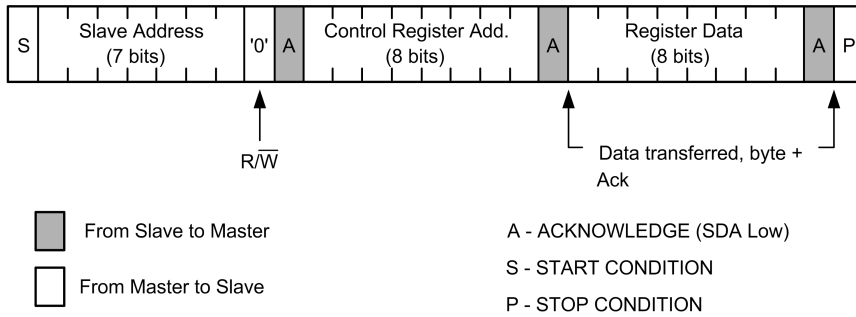 S Slave Address (7 bits) '0' A Control Register Add. (8 bits) A Register Data (8 bits) A P
R/W̅
Data transferred, byte +
Ack
From Slave to Master
From Master to Slave
A - ACKNOWLEDGE (SDA Low)
S - START CONDITION
P - STOP CONDITION